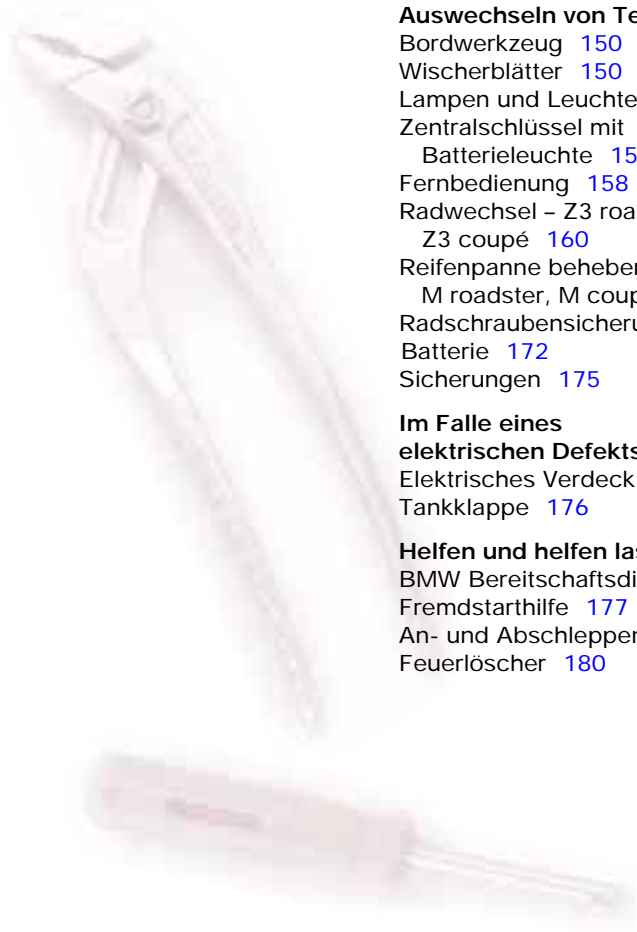 Auswechseln von Te
Bordwerkzeug 150
Wischerblätter 150
Lampen und Leuchte
Zentralschlüssel mit
Batterieleuchte 15
Fernbedienung 158
Radwechsel – Z3 roa
Z3 coupé 160
Reifenpanne beheben
M roadster, M coup
Radschraubensicheru
Batterie 172
Sicherungen 175
Im Falle eines
elektrischen Defekts
Elektrisches Verdeck
Tankklappe 176
Helfen und helfen las
BMW Bereitschaftsdi
Fremdstarthilfe 177
An- und Abschleppen
Feuerlöscher 180